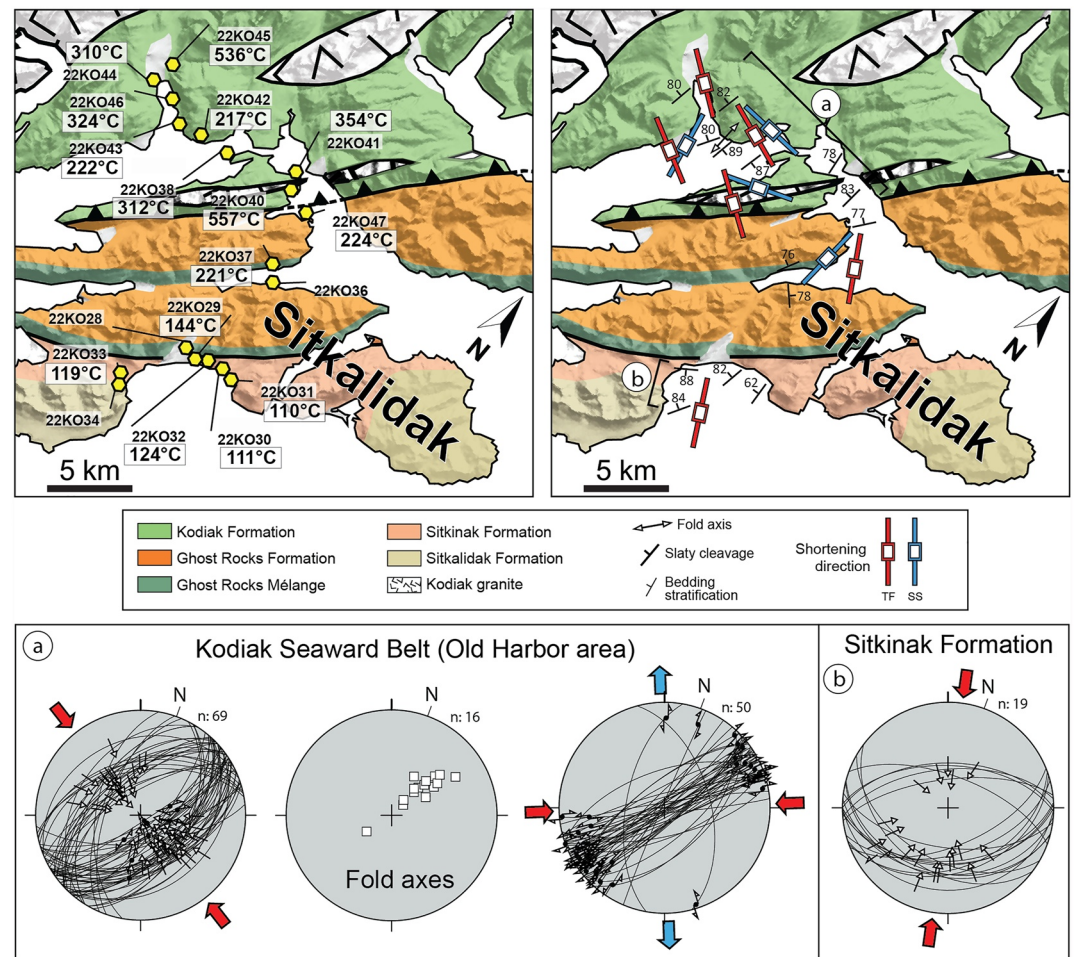 310°C
22KO44
22KO45
536°C
22KO46
324°C
22KO42
217°C
354°C
22KO41
22KO43
222°C
22KO38
312°C
22KO40
557°C
22KO47
224°C
22KO37
221°C
22KO36
22KO28
22KO29
144°C
22KO33
119°C
22KO34
22KO31
110°C
22KO32
124°C
22KO30
111°C
Sitkalidak
N
5 km
80
82
a
80
89
87
78
83
77
76
78
b
88
82
84
62
Sitkalidak
N
5 km
Kodiak Formation
Ghost Rocks Formation
Ghost Rocks Mélange
Sitkinak Formation
Sitkalidak Formation
Kodiak granite
Fold axis
Slaty cleavage
Bedding
stratification
Shortening
direction
TF
SS
a
Kodiak Seaward Belt (Old Harbor area)
N
n: 69
N
n: 16
Fold axes
N
n: 50
Sitkinak Formation
b
N
n: 19